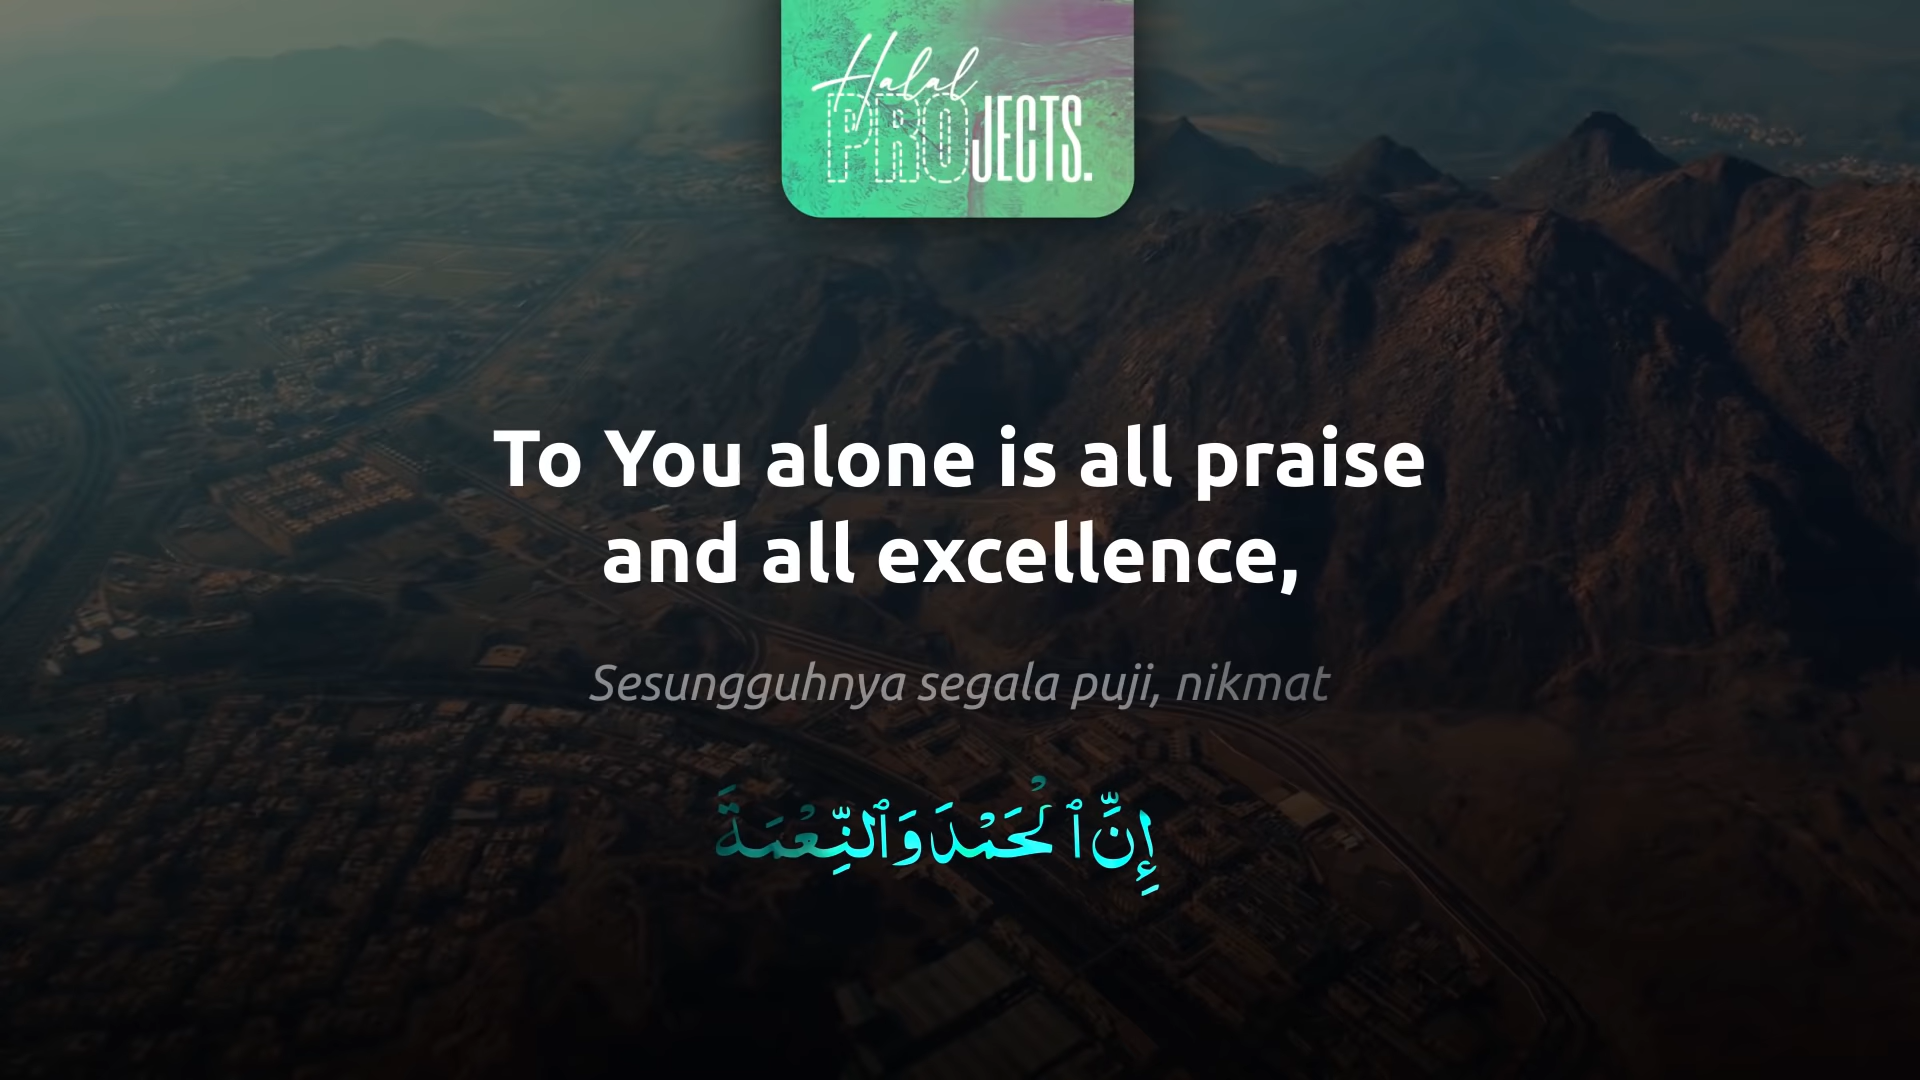 Halal
PROJECTS.
To You alone is all praise
and all excellence,
Sesungguhnya segala puji, nikmat
إِنَّ ٱلْحَمْدَ وَٱلنِّعْمَةَ